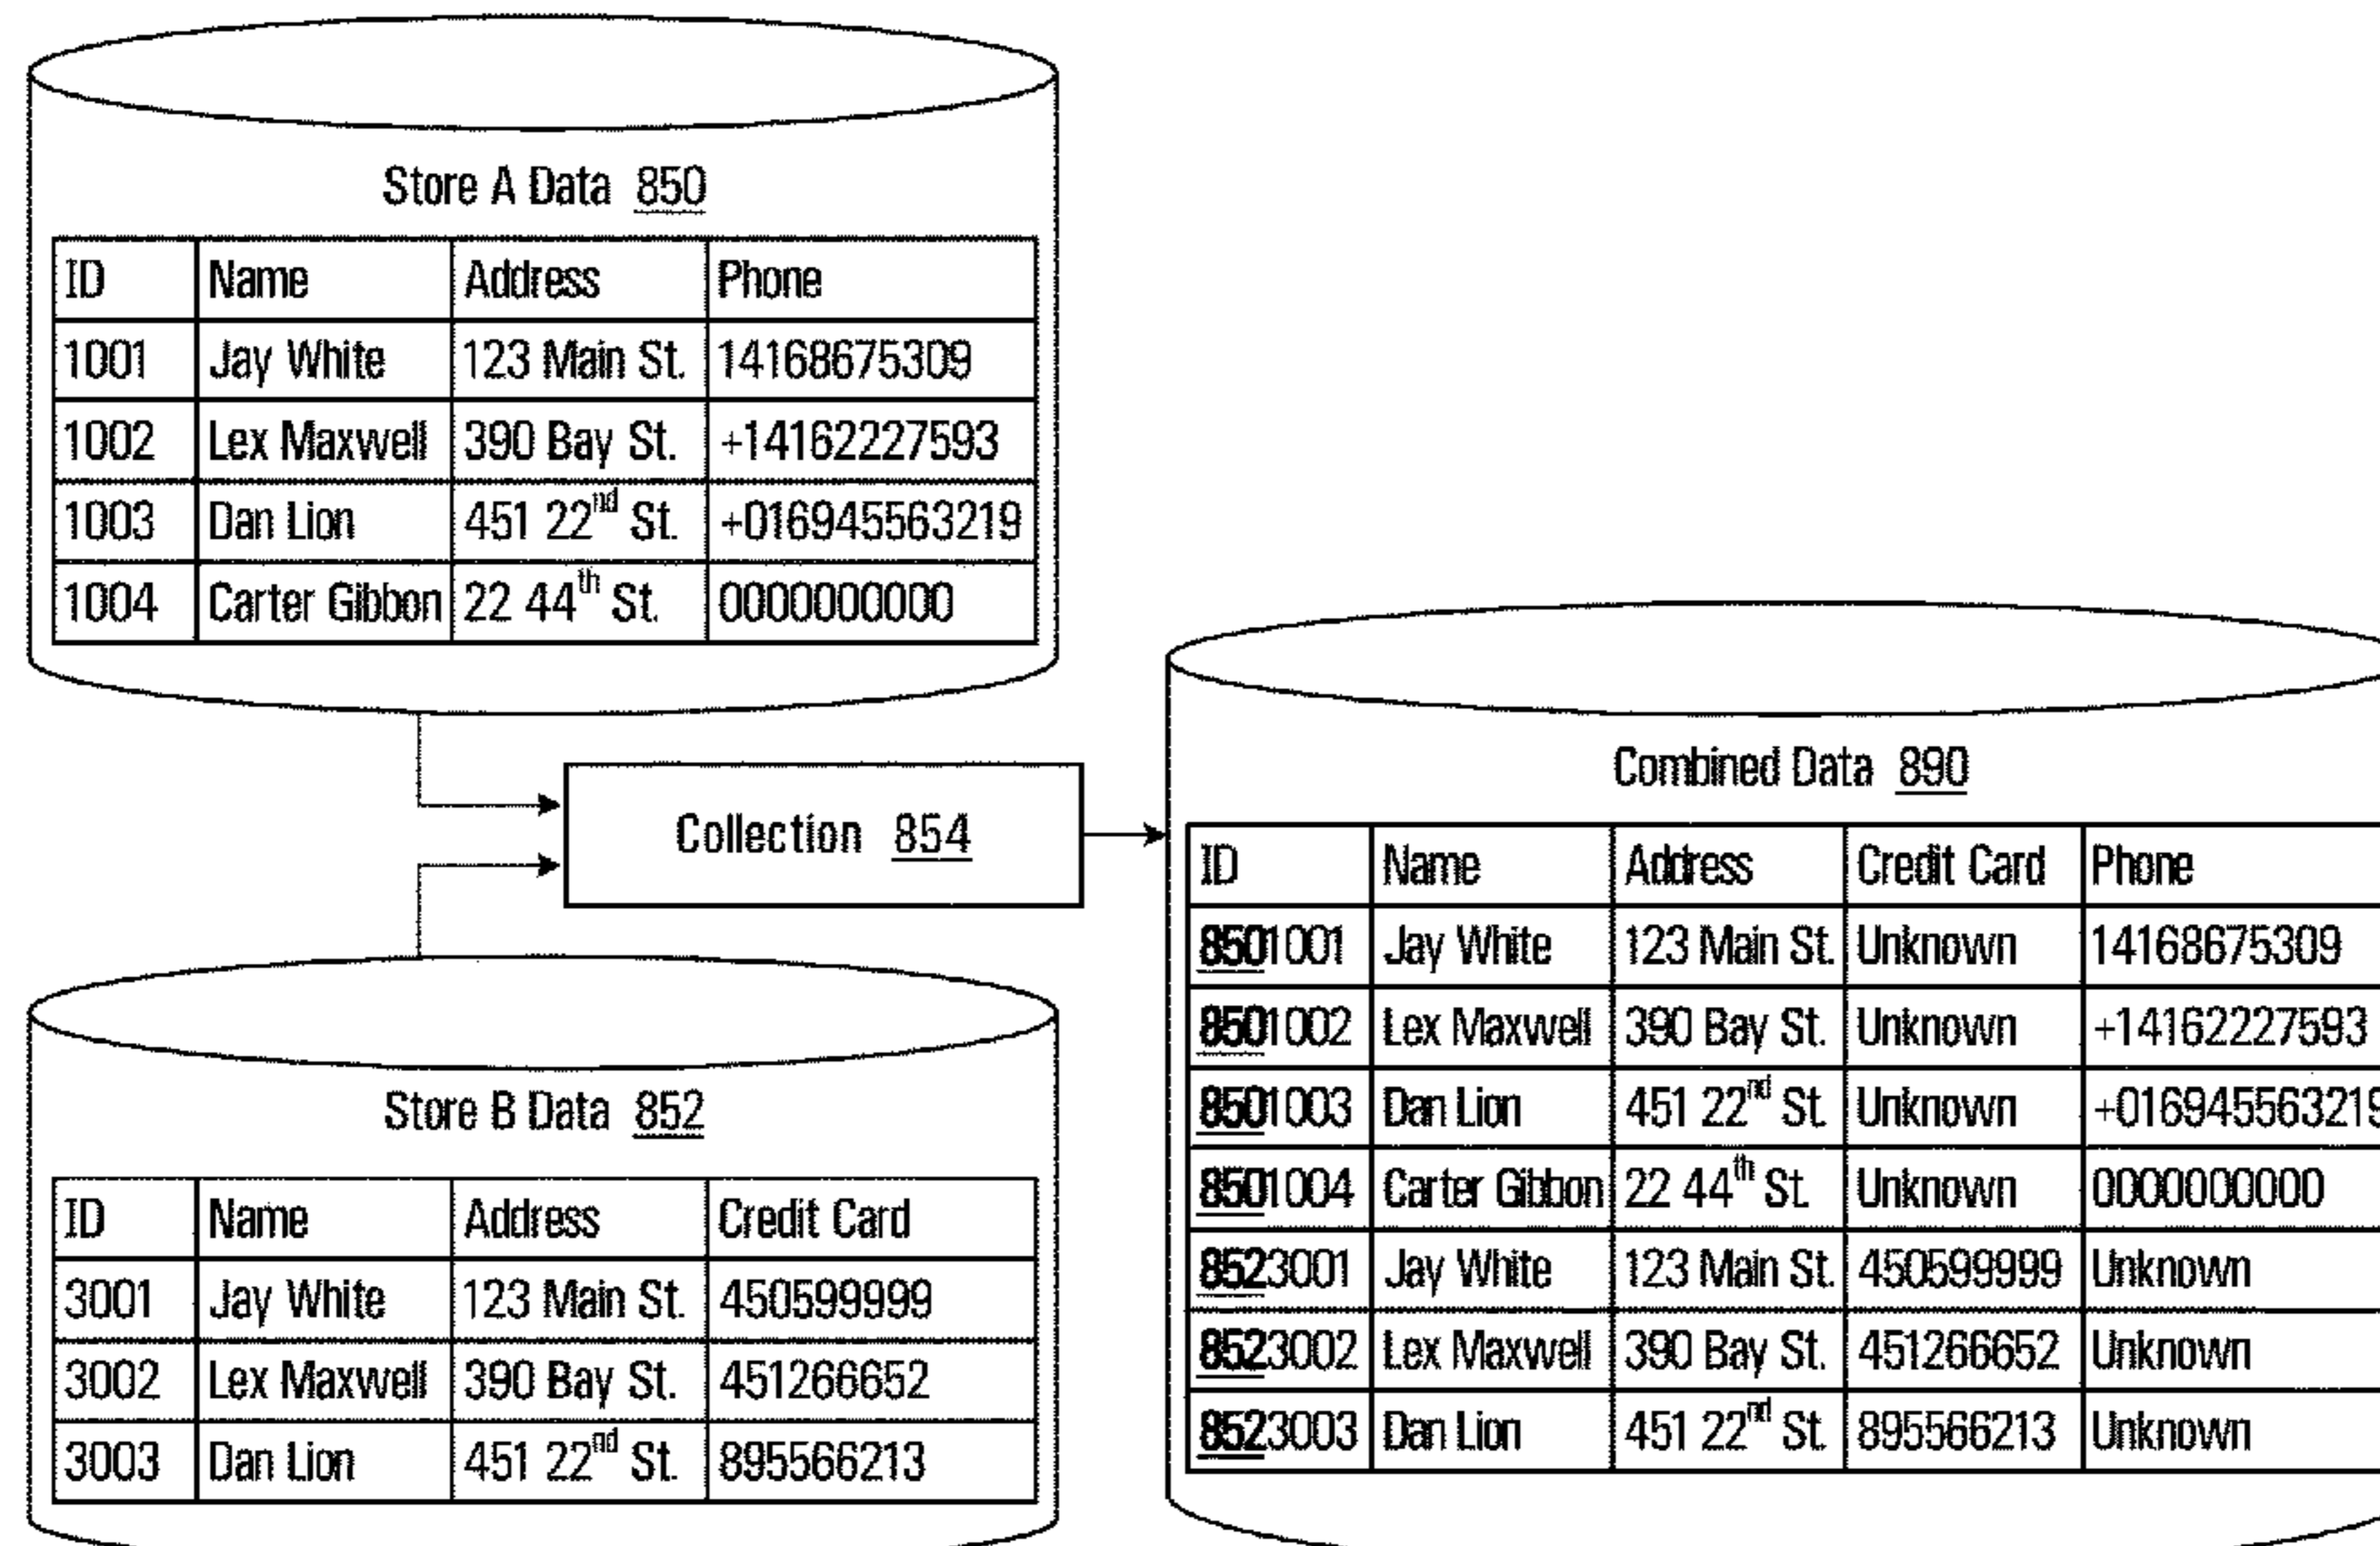 Store A Data 850
ID Name Address Phone
1001 Jay White 123 Main St. 14168675309
1002 Lex Maxwell 390 Bay St. +14162227593
1003 Dan Lion 451 22nd St. +016945563219
1004 Carter Gibbon 22 44th St. 0000000000
Collection 854
Store B Data 852
ID Name Address Credit Card
3001 Jay White 123 Main St. 450599999
3002 Lex Maxwell 390 Bay St. 451266652
3003 Dan Lion 451 22nd St. 895566213
Combined Data 890
ID Name Address Credit Card Phone
8501001 Jay White 123 Main St. Unknown 14168675309
8501002 Lex Maxwell 390 Bay St. Unknown +14162227593
8501003 Dan Lion 451 22nd St. Unknown +016945563219
8501004 Carter Gibbon 22 44th St. Unknown 0000000000
8523001 Jay White 123 Main St. 450599999 Unknown
8523002 Lex Maxwell 390 Bay St. 451266652 Unknown
8523003 Dan Lion 451 22nd St. 895566213 Unknown